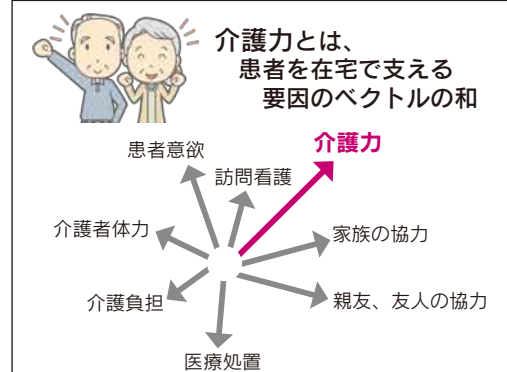 介護力とは、
患者を在宅で支える
要因のベクトルの和
介護力
患者意欲
訪問看護
介護者体力
家族の協力
介護負担
親友、友人の協力
医療処置